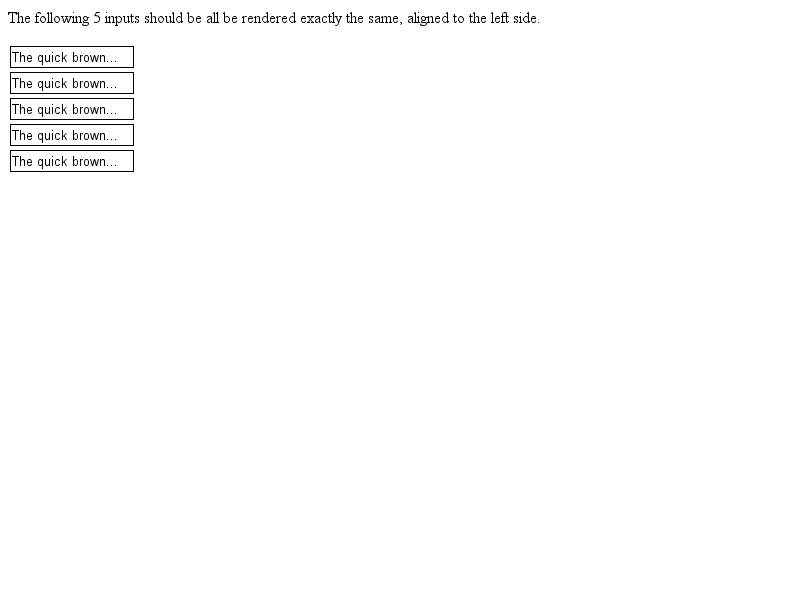 The following 5 inputs should be all be rendered exactly the same, aligned to the left side.
The quick brown...
The quick brown...
The quick brown...
The quick brown...
The quick brown...